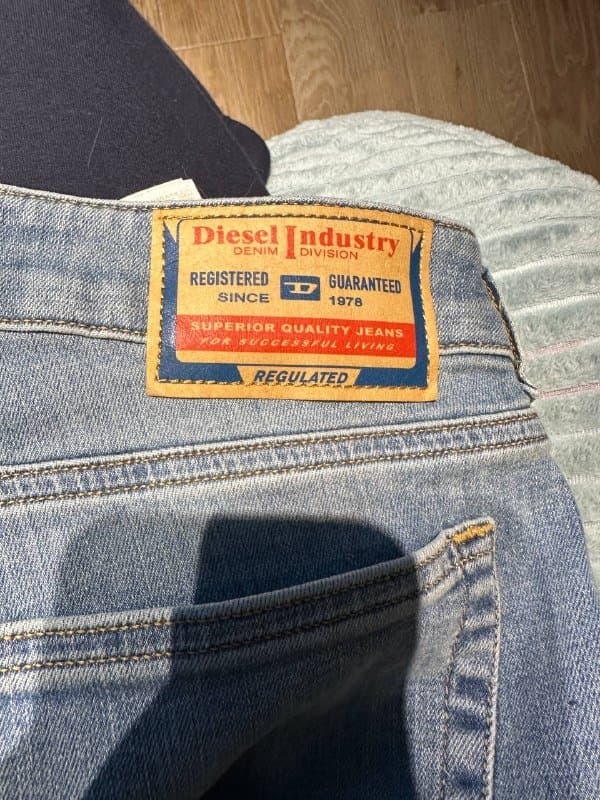 Diesel Industry
DENIM DIVISION
REGISTERED D GUARANTEED
SINCE 1978
SUPERIOR QUALITY JEANS
FOR SUCCESSFUL LIVING
REGULATED